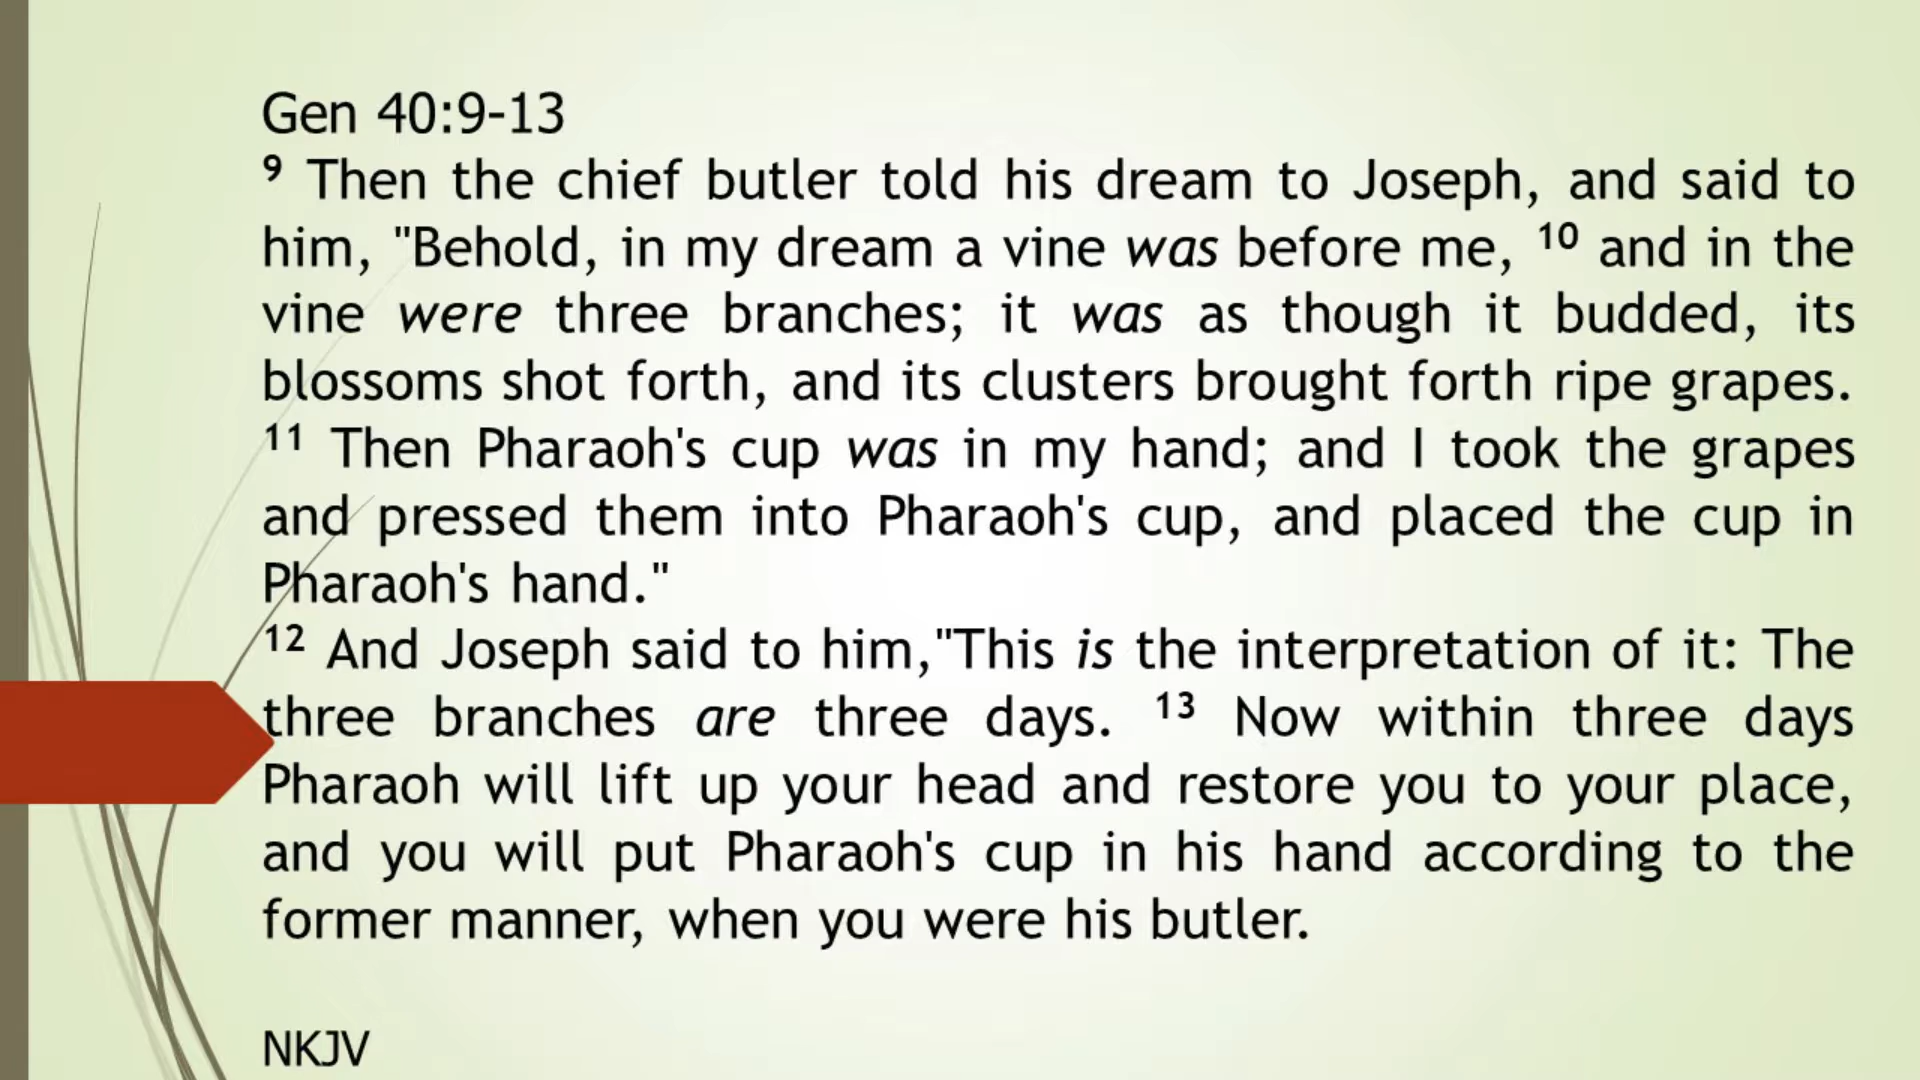 Gen 40:9-13
9 Then the chief butler told his dream to Joseph, and said to
him, "Behold, in my dream a vine was before me, 10 and in the
vine were three branches; it was as though it budded, its
blossoms shot forth, and its clusters brought forth ripe grapes.
11 Then Pharaoh's cup was in my hand; and I took the grapes
and pressed them into Pharaoh's cup, and placed the cup in
Pharaoh's hand."
12 And Joseph said to him,"This is the interpretation of it: The
three branches are three days. 13 Now within three days
Pharaoh will lift up your head and restore you to your place,
and you will put Pharaoh's cup in his hand according to the
former manner, when you were his butler.
NKJV